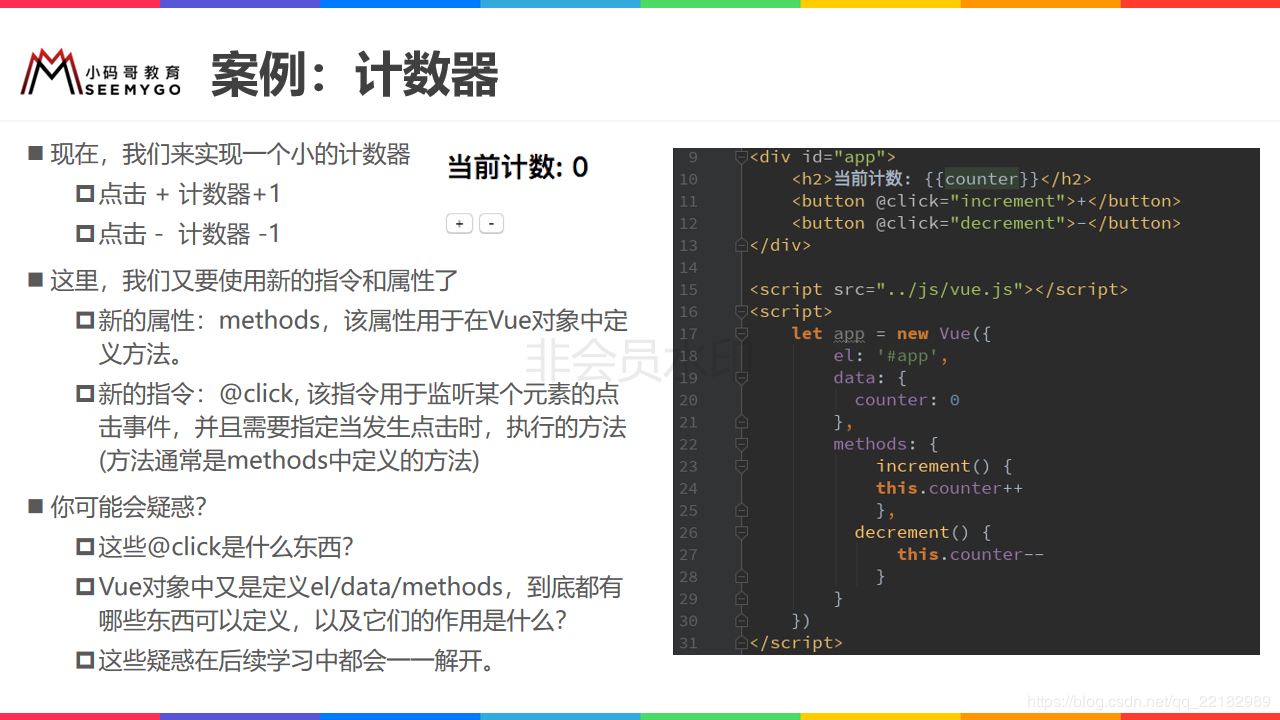 小码哥教育
SEEMYGO
案例：计数器
■ 现在，我们来实现一个小的计数器
点击 + 计数器+1
点击 - 计数器 -1
当前计数: 0
+ -
■ 这里，我们又要使用新的指令和属性了
新的属性：methods，该属性用于在Vue对象中定
义方法。
新的指令：@click, 该指令用于监听某个元素的点
击事件，并且需要指定当发生点击时，执行的方法
(方法通常是methods中定义的方法)
■ 你可能会疑惑？
这些@click是什么东西？
Vue对象中又是定义el/data/methods，到底都有
哪些东西可以定义，以及它们的作用是什么？
这些疑惑在后续学习中都会一一解开。
非会员水印
9 <div id="app">
10 <h2>当前计数: {{counter}}</h2>
11 <button @click="increment">+</button>
12 <button @click="decrement">-</button>
13 </div>
14
15 <script src="../js/vue.js"></script>
16 <script>
17 let app = new Vue({
18 el: '#app',
19 data: {
20 counter: 0
21 },
22 methods: {
23 increment() {
24 this.counter++
25 },
26 decrement() {
27 this.counter--
28 }
29 }
30 })
31 </script>
https://blog.csdn.net/qq_22182989